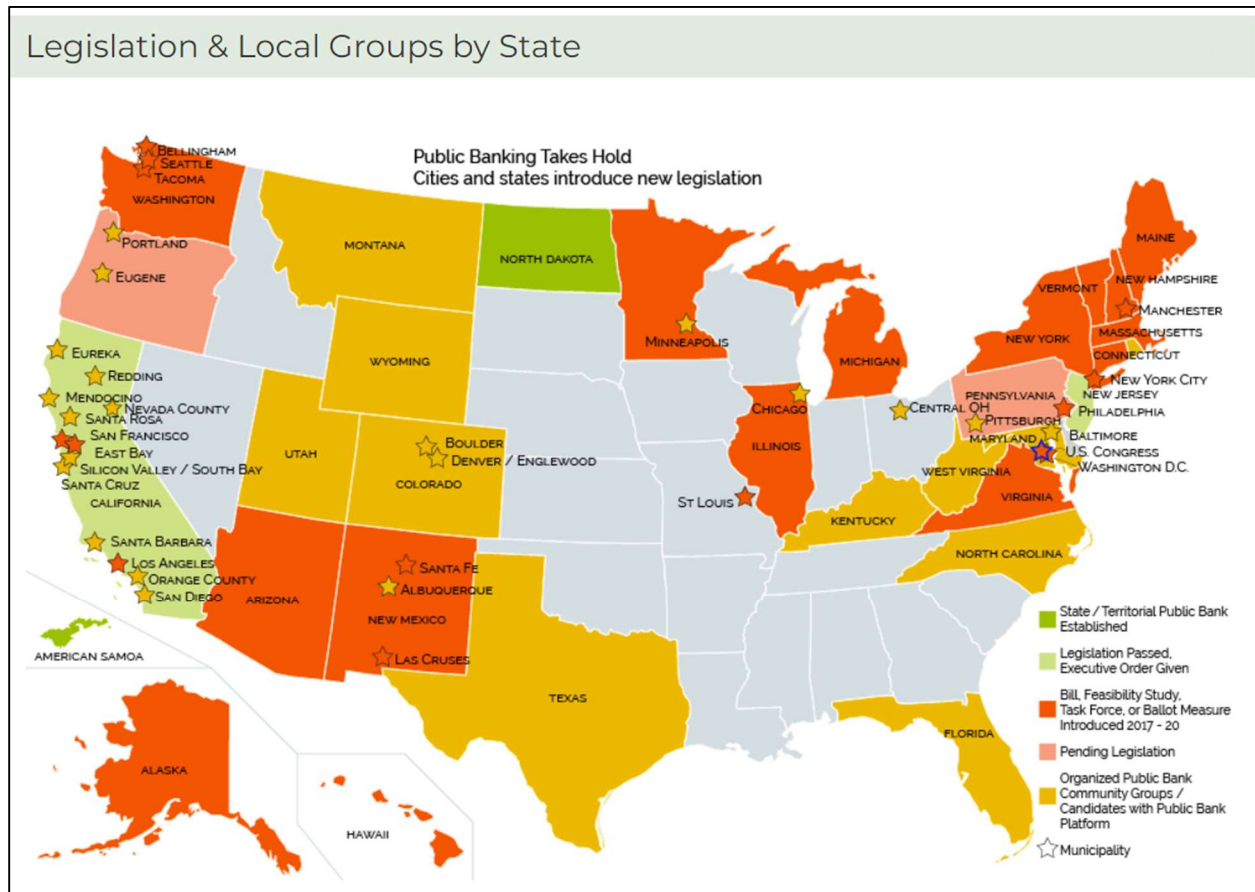 Legislation & Local Groups by State
Public Banking Takes Hold
Cities and states introduce new legislation
BELLINGHAM
SEATTLE
TACOMA
WASHINGTON
PORTLAND
EUGENE
MONTANA
NORTH DAKOTA
MINNEAPOLIS
WYOMING
MICHIGAN
MAINE
NEW HAMPSHIRE
VERMONT
MANCHESTER
NEW YORK
MASSACHUSETTS
CONNECTICUT
NEW YORK CITY
PENNSYLVANIA
NEW JERSEY
PHILADELPHIA
PITTSBURGH
MARYLAND
BALTIMORE
U.S. CONGRESS
WASHINGTON D.C.
WEST VIRGINIA
VIRGINIA
EUREKA
REDDING
MENDOCINO
NEVADA COUNTY
SANTA ROSA
SAN FRANCISCO
EAST BAY
SILICON VALLEY / SOUTH BAY
SANTA CRUZ
CALIFORNIA
UTAH
BOULDER
DENVER / ENGLEWOOD
COLORADO
CHICAGO
ILLINOIS
CENTRAL OH
ST LOUIS
KENTUCKY
NORTH CAROLINA
SANTA BARBARA
LOS ANGELES
ORANGE COUNTY
SAN DIEGO
ARIZONA
SANTA FE
ALBUQUERQUE
NEW MEXICO
LAS CRUSES
TEXAS
FLORIDA
AMERICAN SAMOA
ALASKA
HAWAII
State / Territorial Public Bank
Established
Legislation Passed,
Executive Order Given
Bill, Feasibility Study,
Task Force, or Ballot Measure
Introduced 2017 - 20
Pending Legislation
Organized Public Bank
Community Groups /
Candidates with Public Bank
Platform
Municipality